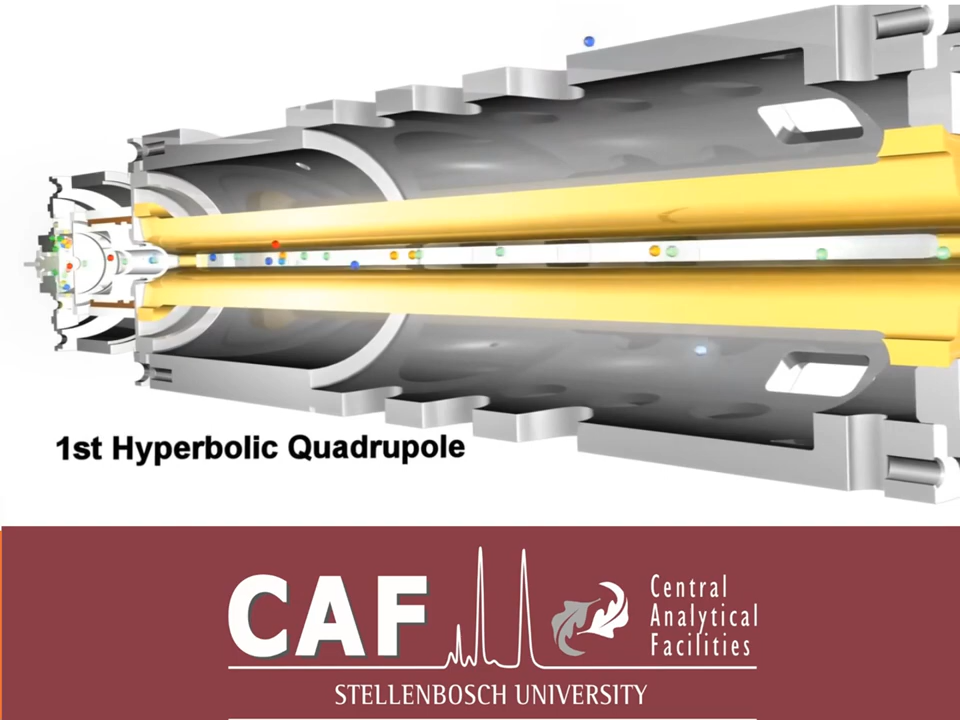 1st Hyperbolic Quadrupole
CAF
Central
Analytical
Facilities
STELLENBOSCH UNIVERSITY